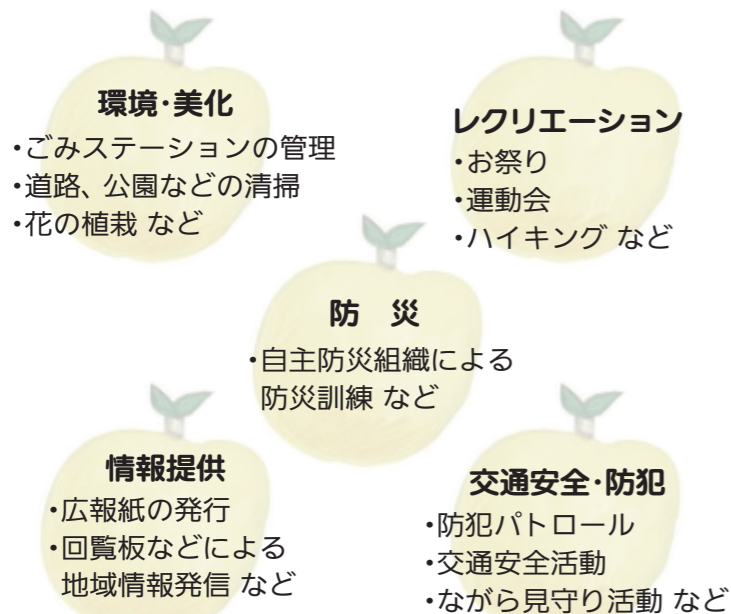 環境・美化
・ごみステーションの管理
・道路、公園などの清掃
・花の植栽 など
レクリエーション
・お祭り
・運動会
・ハイキング など
防　災
・自主防災組織による
防災訓練 など
情報提供
・広報紙の発行
・回覧板などによる
地域情報発信 など
交通安全・防犯
・防犯パトロール
・交通安全活動
・ながら見守り活動 など